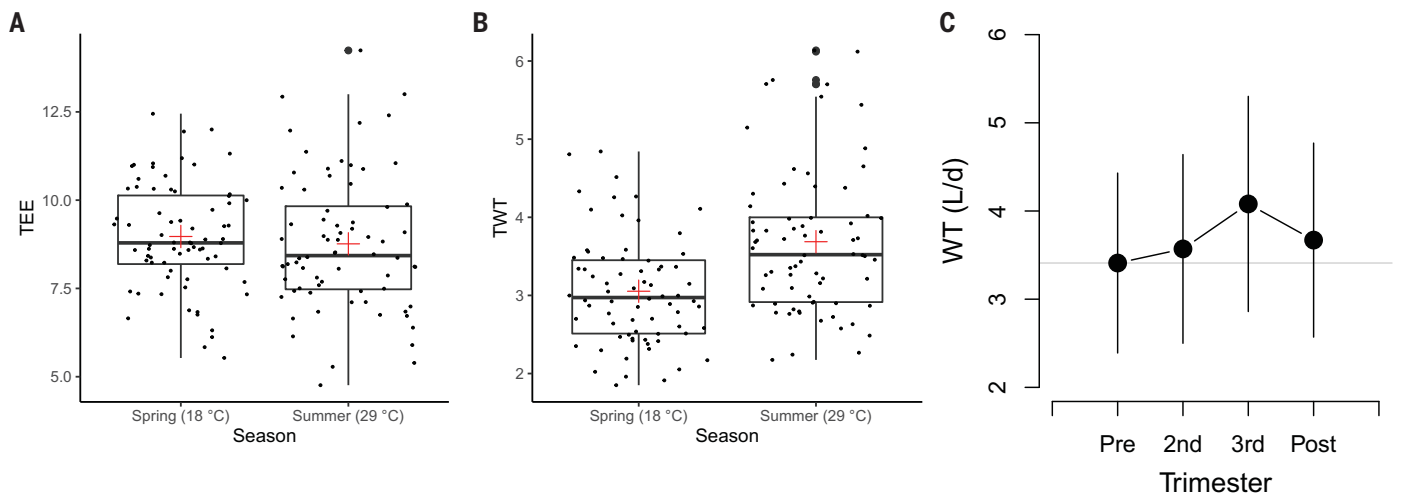 A
TEE
12.5
10.0
7.5
5.0
Spring (18 °C)
Summer (29 °C)
Season
B
TWT
6
5
4
3
2
Spring (18 °C)
Summer (29 °C)
Season
C
WT (L/d)
6
5
4
3
2
Pre
2nd
3rd
Post
Trimester